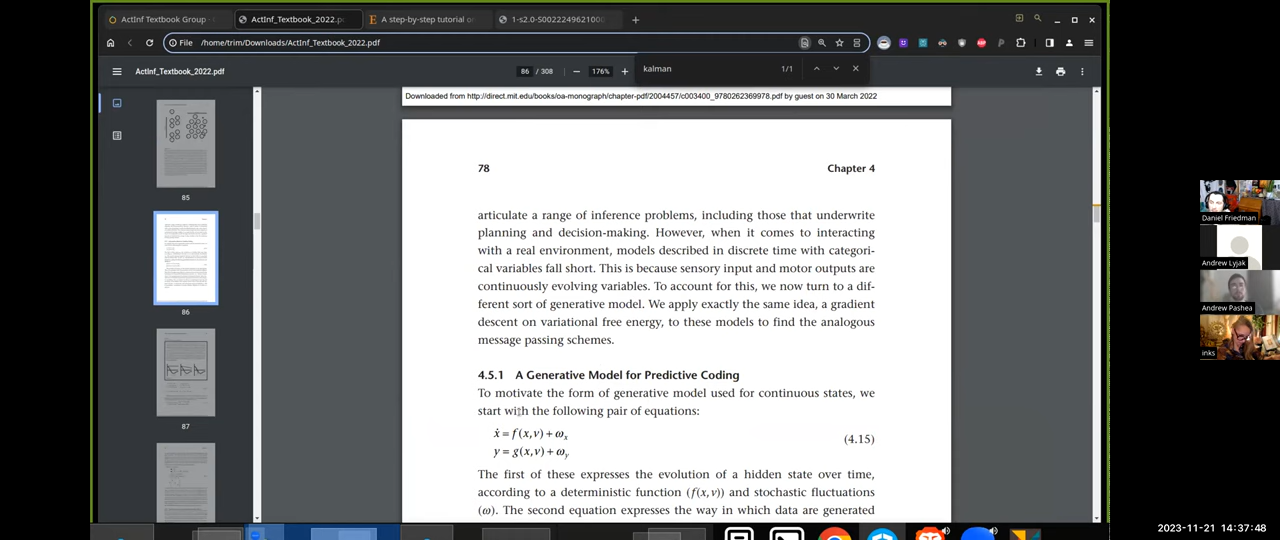 ActInf Textbook Group -
ActInf_Textbook_2022.pc
A step-by-step tutorial o
1-s2.0-S0022249621000
File
/home/trim/Downloads/ActInf_Textbook_2022.pdf
ActInf_Textbook_2022.pdf
86 / 308
176%
kalman
1/1
Downloaded from http://direct.mit.edu/books/oa-monograph/chapter-pdf/2004457/c003400_9780262369978.pdf by guest on 30 March 2022
78
Chapter 4
articulate a range of inference problems, including those that underwrite
planning and decision-making. However, when it comes to interacting
with a real environment, models described in discrete time with categori-
cal variables fall short. This is because sensory input and motor outputs are
continuously evolving variables. To account for this, we now turn to a dif-
ferent sort of generative model. We apply exactly the same idea, a gradient
descent on variational free energy, to these models to find the analogous
message passing schemes.
4.5.1 A Generative Model for Predictive Coding
To motivate the form of generative model used for continuous states, we
start with the following pair of equations:
ẋ = f(x,v) + ωₓ
y = g(x,v) + ω_y
(4.15)
The first of these expresses the evolution of a hidden state over time,
according to a deterministic function (f(x,v)) and stochastic fluctuations
(ω). The second equation expresses the way in which data are generated
85
86
87
Daniel Friedman
Andrew Lyjak
Andrew Pashea
inks
2023-11-21 14:37:48